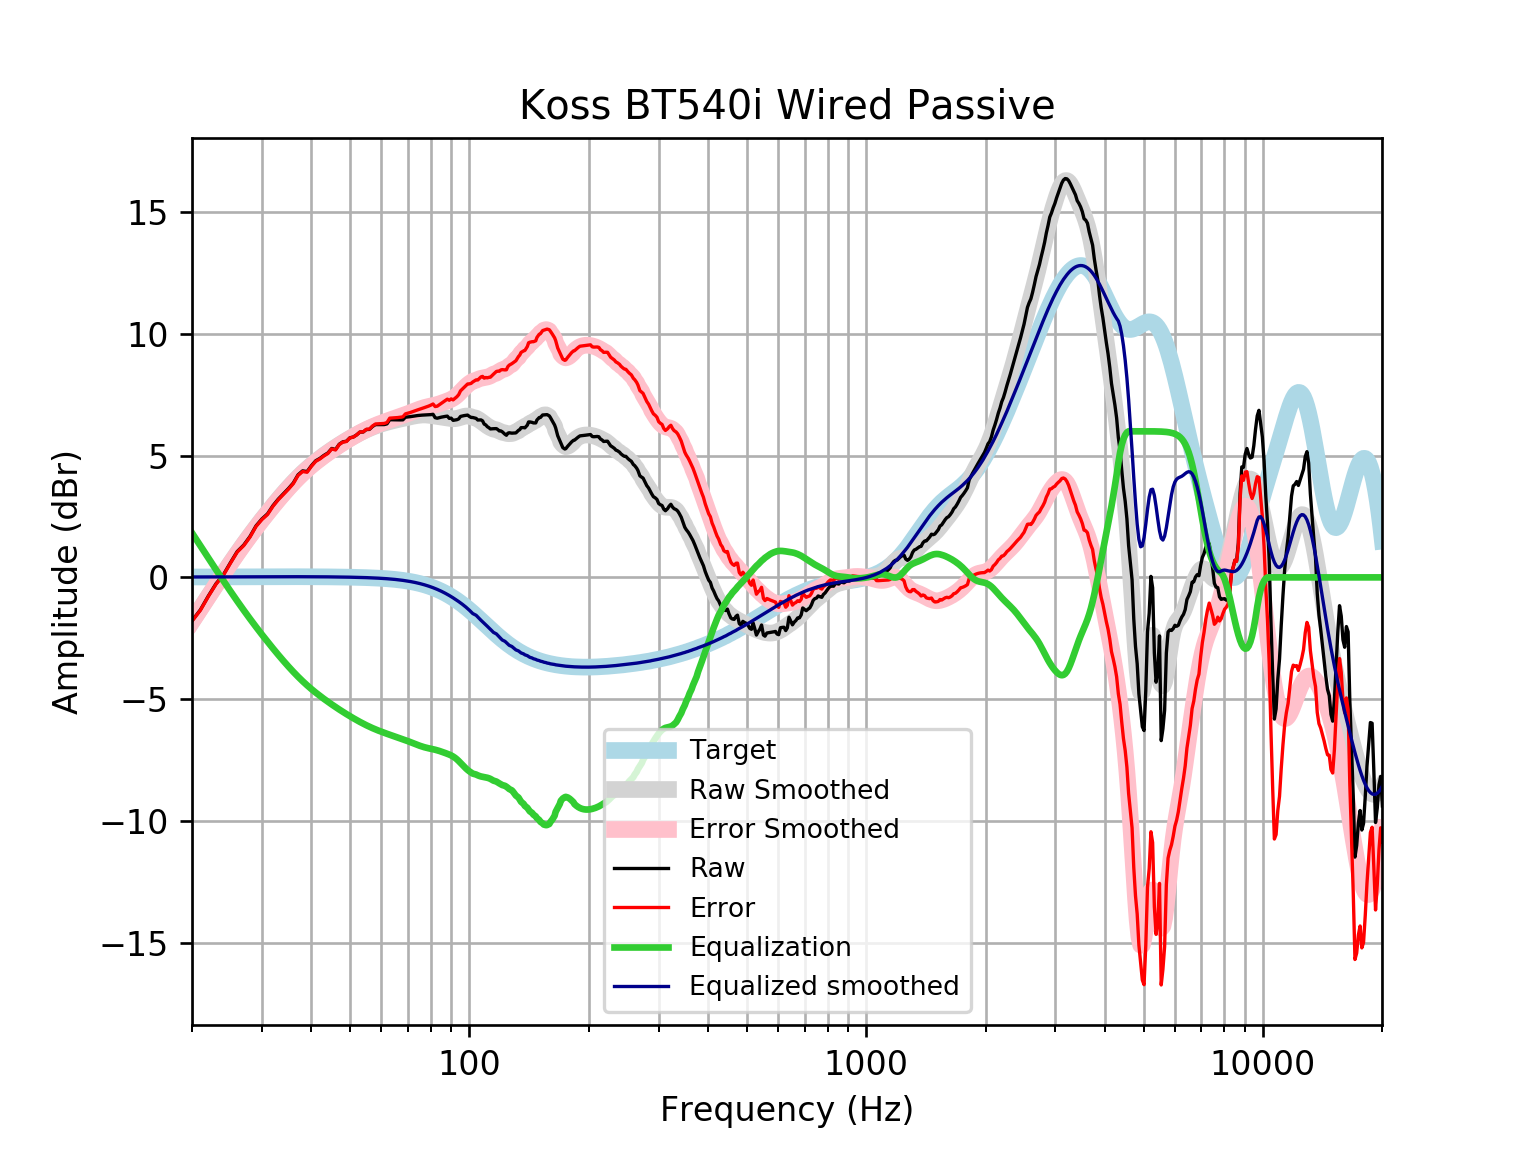 Koss BT540i Wired Passive
Amplitude (dBr)
15
10
5
0
−5
−10
−15
Target
Raw Smoothed
Error Smoothed
Raw
Error
Equalization
Equalized smoothed
100 1000 10000
Frequency (Hz)